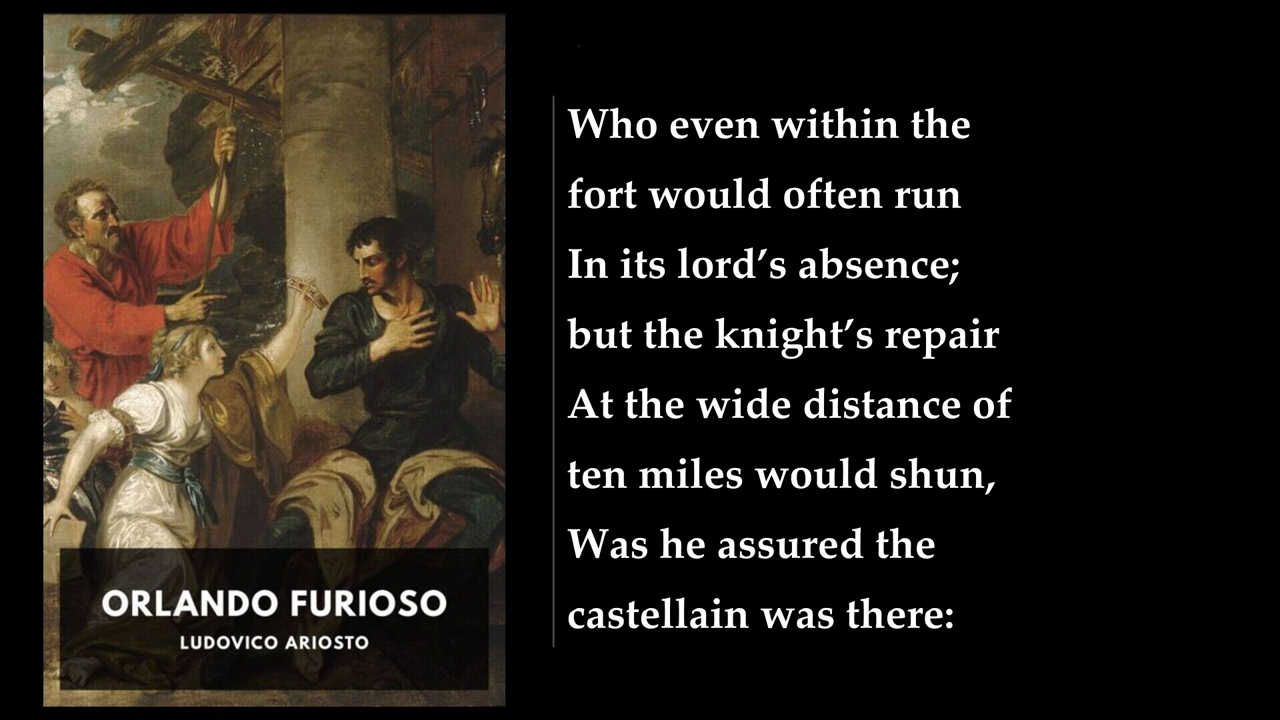 ORLANDO FURIOSO
LUDOVICO ARIOSTO
Who even within the
fort would often run
In its lord’s absence;
but the knight’s repair
At the wide distance of
ten miles would shun,
Was he assured the
castellain was there: